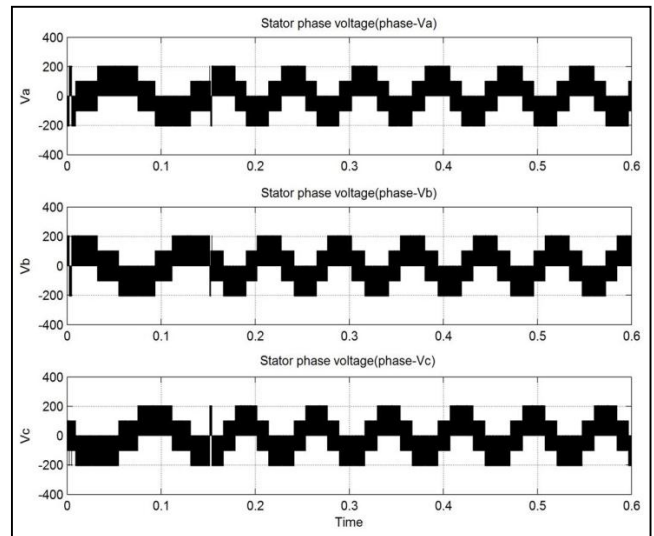 Stator phase voltage(phase-Va)
400
200
0
-200
-400
Va
0 0.1 0.2 0.3 0.4 0.5 0.6
Stator phase voltage(phase-Vb)
400
200
0
-200
-400
Vb
0 0.1 0.2 0.3 0.4 0.5 0.6
Stator phase voltage(phase-Vc)
400
200
0
-200
-400
Vc
0 0.1 0.2 0.3 0.4 0.5 0.6
Time